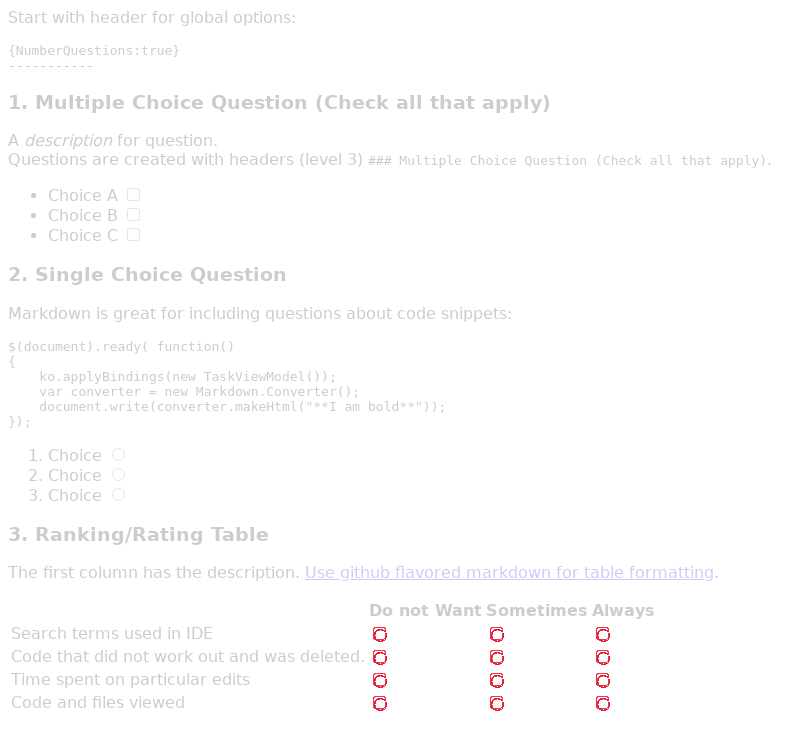 Start with header for global options:
{NumberQuestions:true}
-----------
1. Multiple Choice Question (Check all that apply)
A description for question.
Questions are created with headers (level 3) ### Multiple Choice Question (Check all that apply).
• Choice A
• Choice B
• Choice C
2. Single Choice Question
Markdown is great for including questions about code snippets:
$(document).ready( function()
{
    ko.applyBindings(new TaskViewModel());
    var converter = new Markdown.Converter();
    document.write(converter.makeHtml("**I am bold**"));
});
1. Choice
2. Choice
3. Choice
3. Ranking/Rating Table
The first column has the description. Use github flavored markdown for table formatting.
Do not Want Sometimes Always
Search terms used in IDE
Code that did not work out and was deleted.
Time spent on particular edits
Code and files viewed